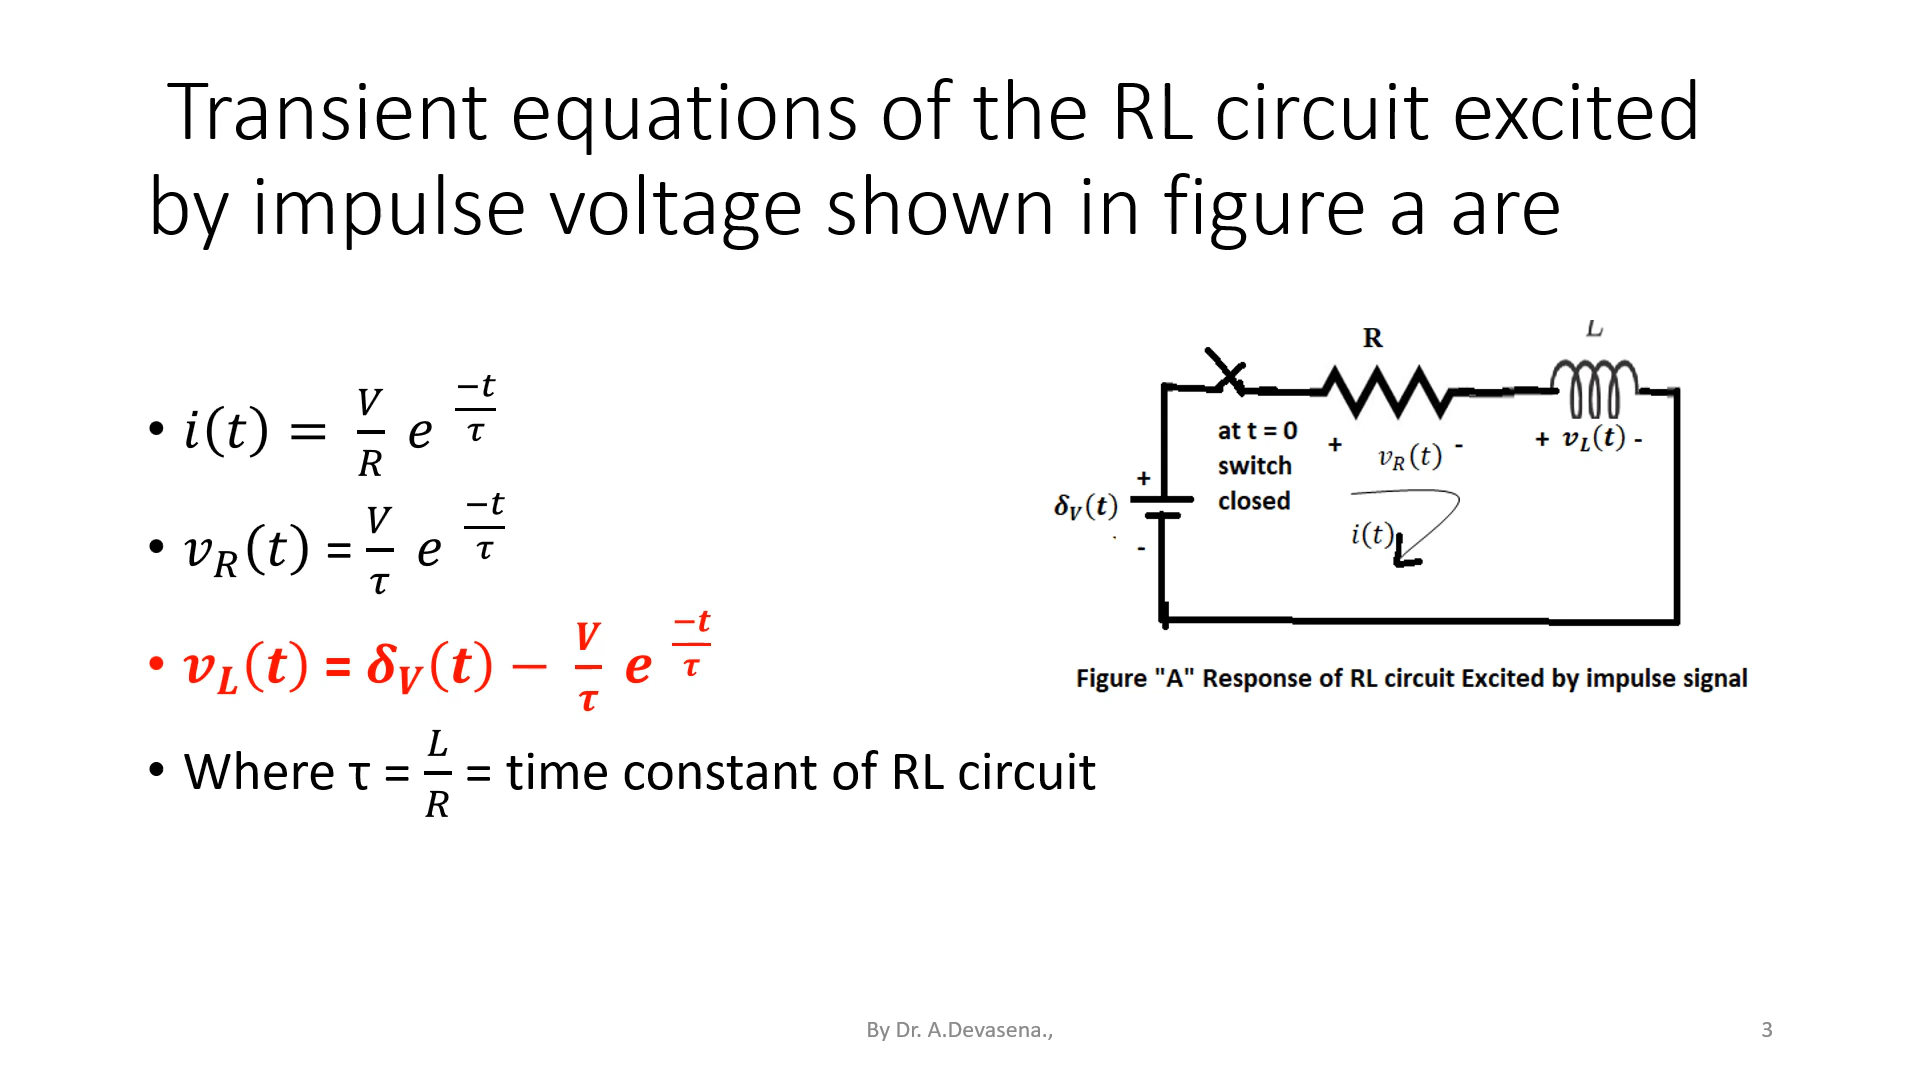 Transient equations of the RL circuit excited
by impulse voltage shown in figure a are
• i(t) = V/R e^(−t/τ)
• v_R(t) = V/τ e^(−t/τ)
• v_L(t) = δ_V(t) − V/τ e^(−t/τ)
• Where τ = L/R = time constant of RL circuit
R
L
at t = 0
switch
closed
+ v_R(t) -
+ v_L(t) -
+
δ_V(t)
-
i(t)
Figure "A" Response of RL circuit Excited by impulse signal
By Dr. A.Devasena.,
3